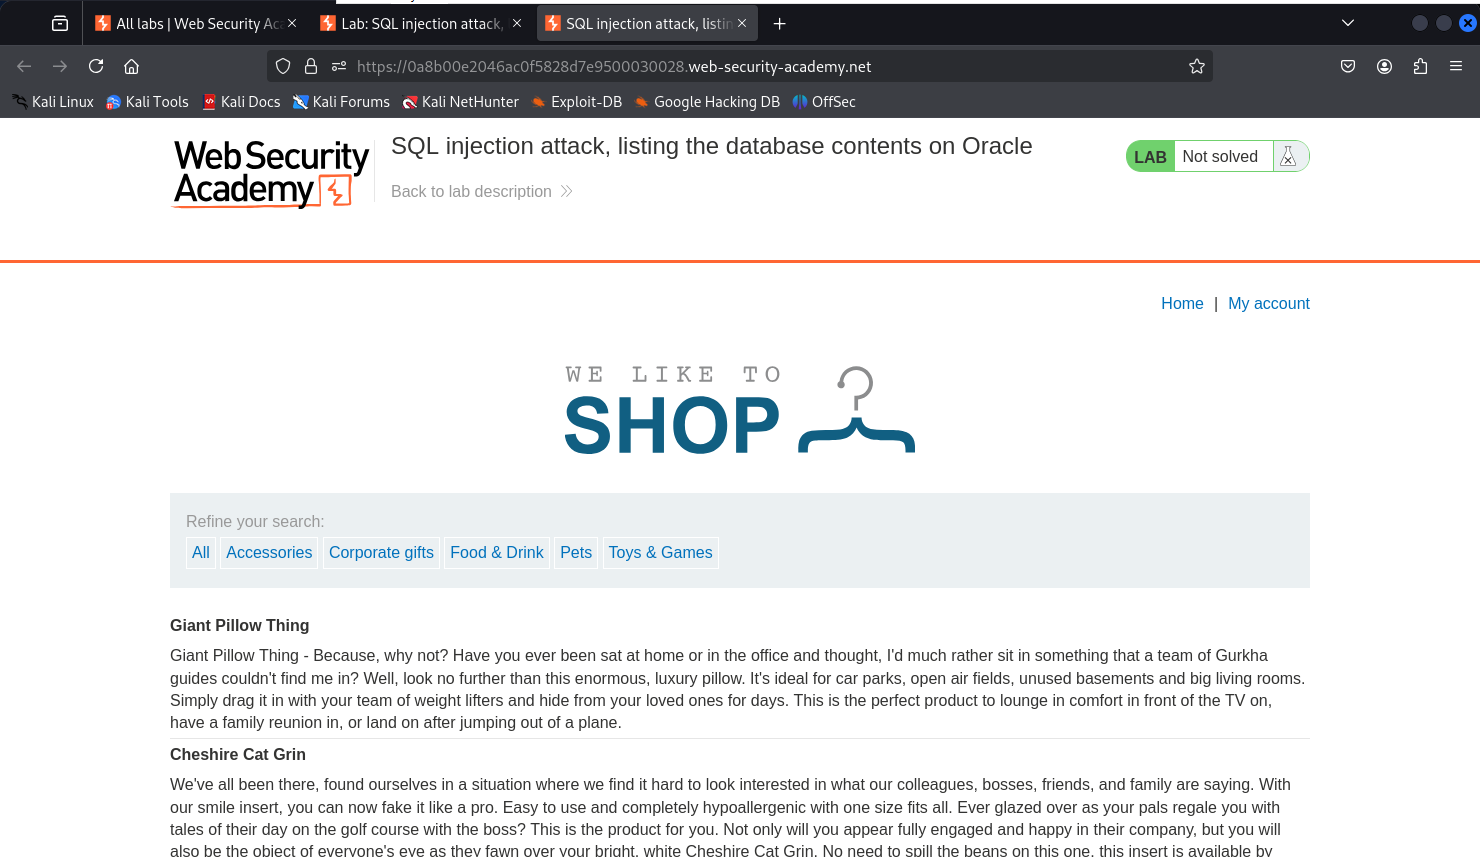 All labs | Web Security Ac
Lab: SQL injection attack,
SQL injection attack, listin
https://0a8b00e2046ac0f5828d7e9500030028.web-security-academy.net
Kali Linux Kali Tools Kali Docs Kali Forums Kali NetHunter Exploit-DB Google Hacking DB OffSec
Web Security
Academy
SQL injection attack, listing the database contents on Oracle
Back to lab description
LAB Not solved
Home | My account
WE LIKE TO
SHOP
Refine your search:
All Accessories Corporate gifts Food & Drink Pets Toys & Games
Giant Pillow Thing
Giant Pillow Thing - Because, why not? Have you ever been sat at home or in the office and thought, I'd much rather sit in something that a team of Gurkha
guides couldn't find me in? Well, look no further than this enormous, luxury pillow. It's ideal for car parks, open air fields, unused basements and big living rooms.
Simply drag it in with your team of weight lifters and hide from your loved ones for days. This is the perfect product to lounge in comfort in front of the TV on,
have a family reunion in, or land on after jumping out of a plane.
Cheshire Cat Grin
We've all been there, found ourselves in a situation where we find it hard to look interested in what our colleagues, bosses, friends, and family are saying. With
our smile insert, you can now fake it like a pro. Easy to use and completely hypoallergenic with one size fits all. Ever glazed over as your pals regale you with
tales of their day on the golf course with the boss? This is the product for you. Not only will you appear fully engaged and happy in their company, but you will
also be the object of everyone's eye as they fawn over your bright, white Cheshire Cat Grin. No need to spill the beans on this one, this insert is available by